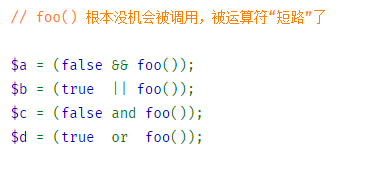 // foo() 根本没机会被调用，被运算符“短路”了
$a = (false && foo());
$b = (true  || foo());
$c = (false and foo());
$d = (true  or  foo());